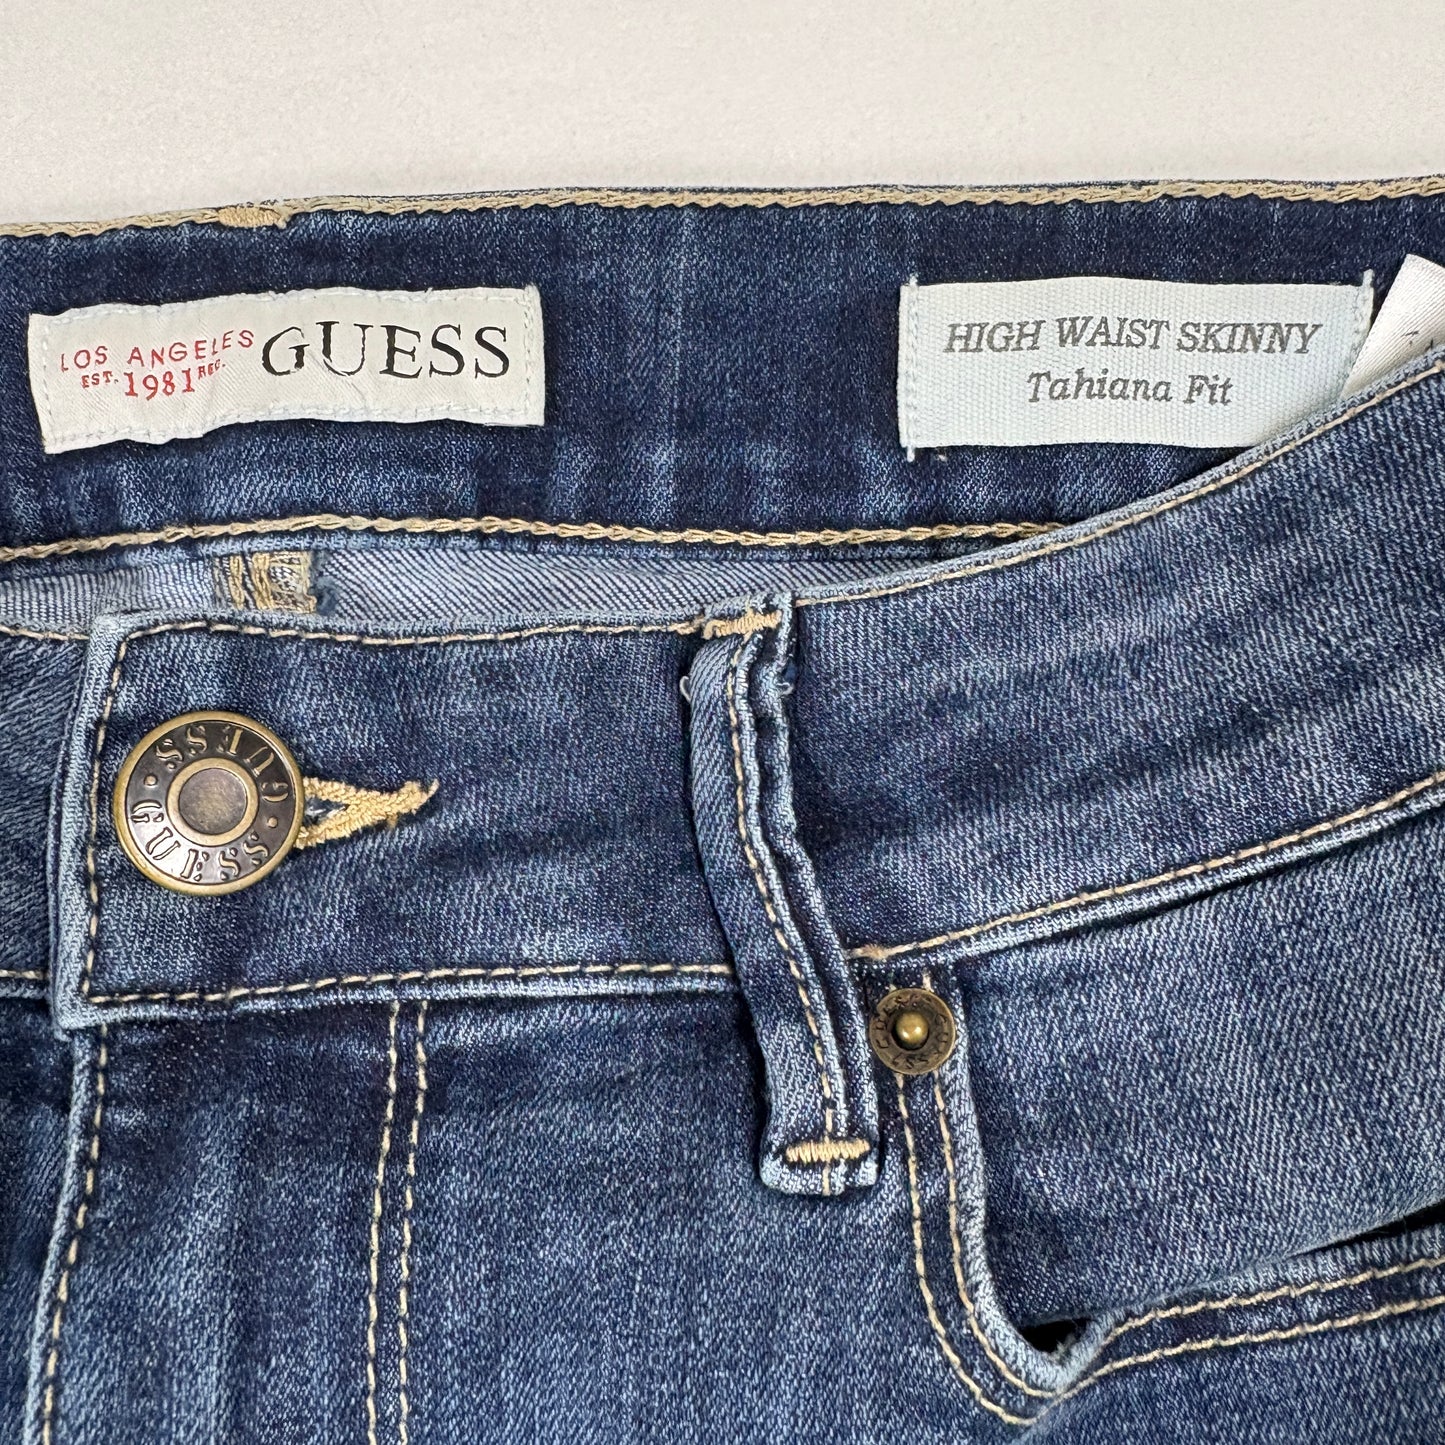 LOS ANGELES
EST. 1981 REG.
GUESS
HIGH WAIST SKINNY
Tahiana Fit
GUESS
GUESS